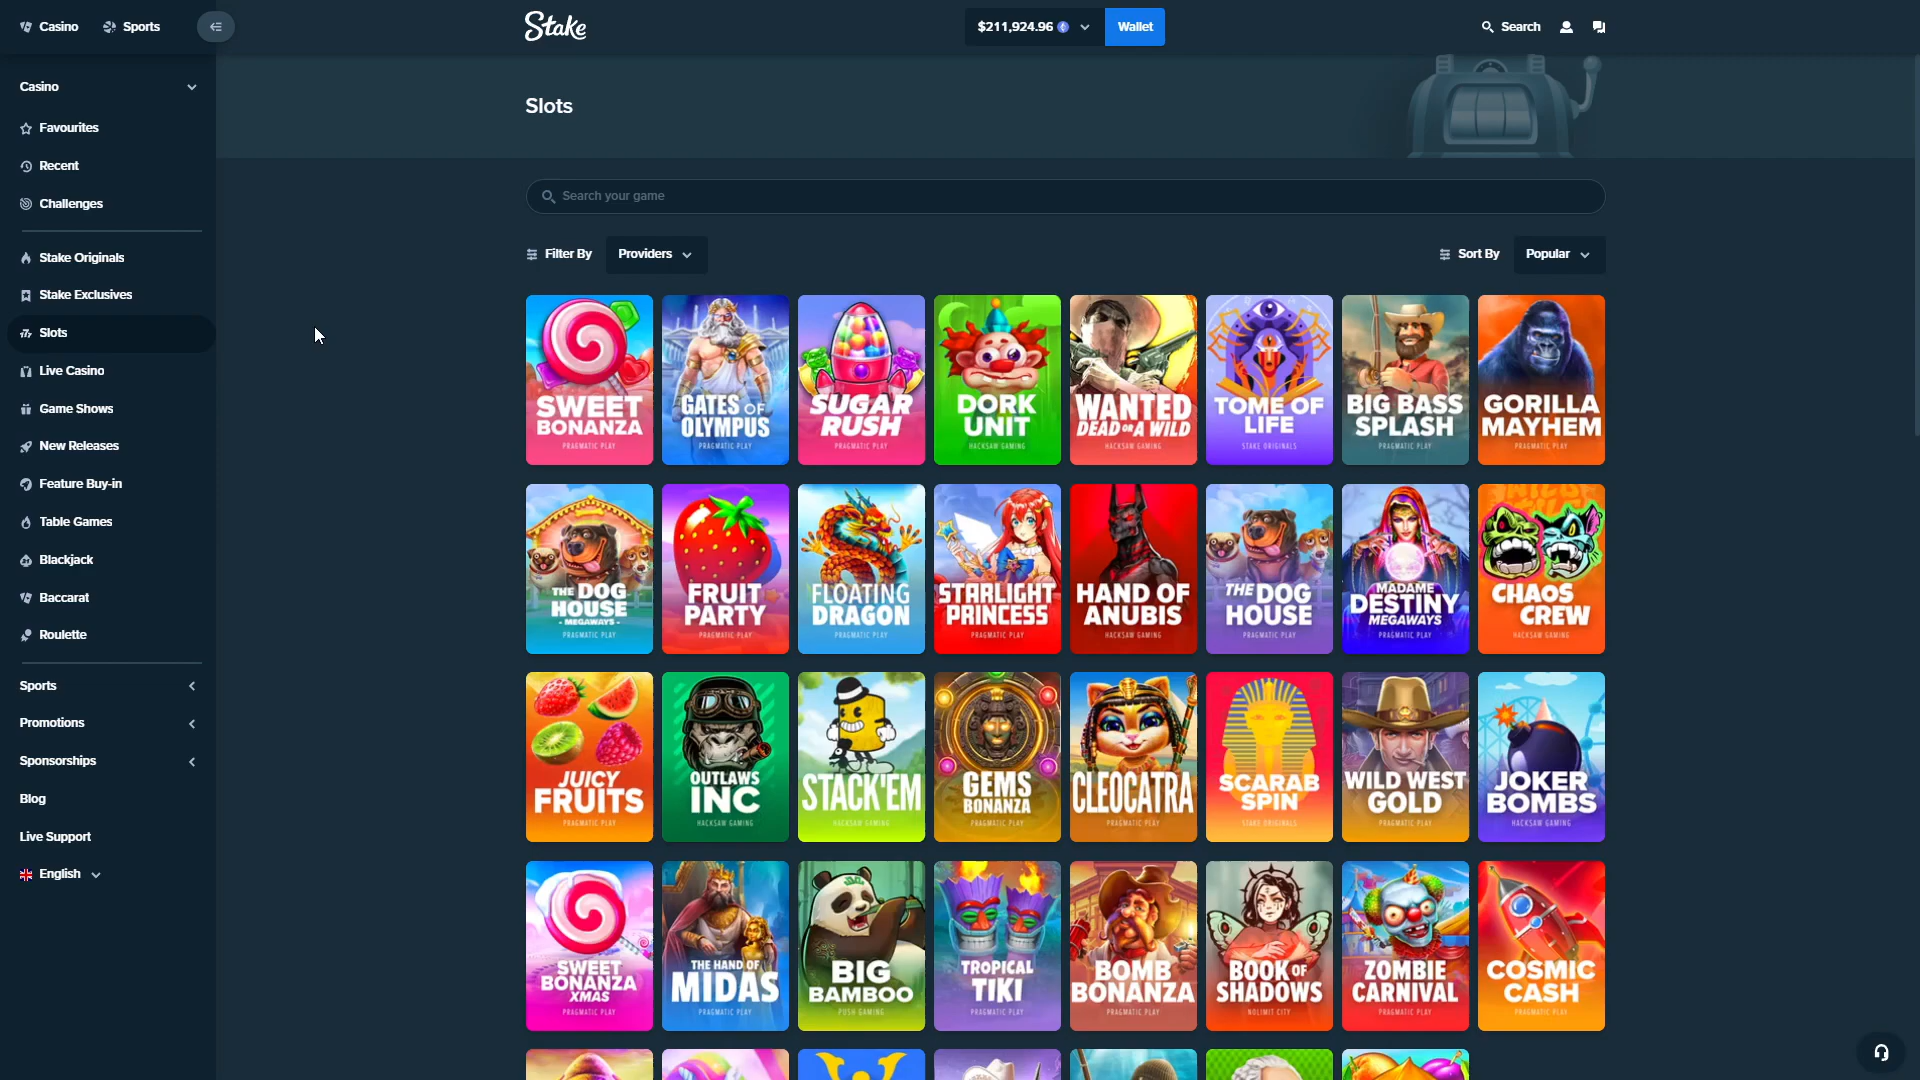 Casino
Sports
Stake
$211,924.96
Wallet
Search
Casino
Favourites
Recent
Challenges
Stake Originals
Stake Exclusives
Slots
Live Casino
Game Shows
New Releases
Feature Buy-in
Table Games
Blackjack
Baccarat
Roulette
Sports
Promotions
Sponsorships
Blog
Live Support
English
Slots
Search your game
Filter By
Providers
Sort By
Popular
SWEET
BONANZA
PRAGMATIC PLAY
GATES OF
OLYMPUS
PRAGMATIC PLAY
SUGAR
RUSH
PRAGMATIC PLAY
DORK
UNIT
HACKSAW GAMING
WANTED
DEAD OR A WILD
HACKSAW GAMING
TOME OF
LIFE
STAKE ORIGINALS
BIG BASS
SPLASH
PRAGMATIC PLAY
GORILLA
MAYHEM
PRAGMATIC PLAY
THE DOG
HOUSE
- MEGAWAYS -
PRAGMATIC PLAY
FRUIT
PARTY
PRAGMATIC PLAY
FLOATING
DRAGON
PRAGMATIC PLAY
STARLIGHT
PRINCESS
PRAGMATIC PLAY
HAND OF
ANUBIS
HACKSAW GAMING
THE DOG
HOUSE
PRAGMATIC PLAY
MADAME
DESTINY
MEGAWAYS
PRAGMATIC PLAY
CHAOS
CREW
HACKSAW GAMING
JUICY
FRUITS
PRAGMATIC PLAY
OUTLAWS
INC
HACKSAW GAMING
STACK'EM
HACKSAW GAMING
GEMS
BONANZA
PRAGMATIC PLAY
CLEOCATRA
PRAGMATIC PLAY
SCARAB
SPIN
STAKE ORIGINALS
WILD WEST
GOLD
PRAGMATIC PLAY
JOKER
BOMBS
HACKSAW GAMING
SWEET
BONANZA
XMAS
PRAGMATIC PLAY
THE HAND OF
MIDAS
PRAGMATIC PLAY
BIG
BAMBOO
PUSH GAMING
TROPICAL
TIKI
PRAGMATIC PLAY
BOMB
BONANZA
PRAGMATIC PLAY
BOOK OF
SHADOWS
NOLIMIT CITY
ZOMBIE
CARNIVAL
PRAGMATIC PLAY
COSMIC
CASH
PRAGMATIC PLAY